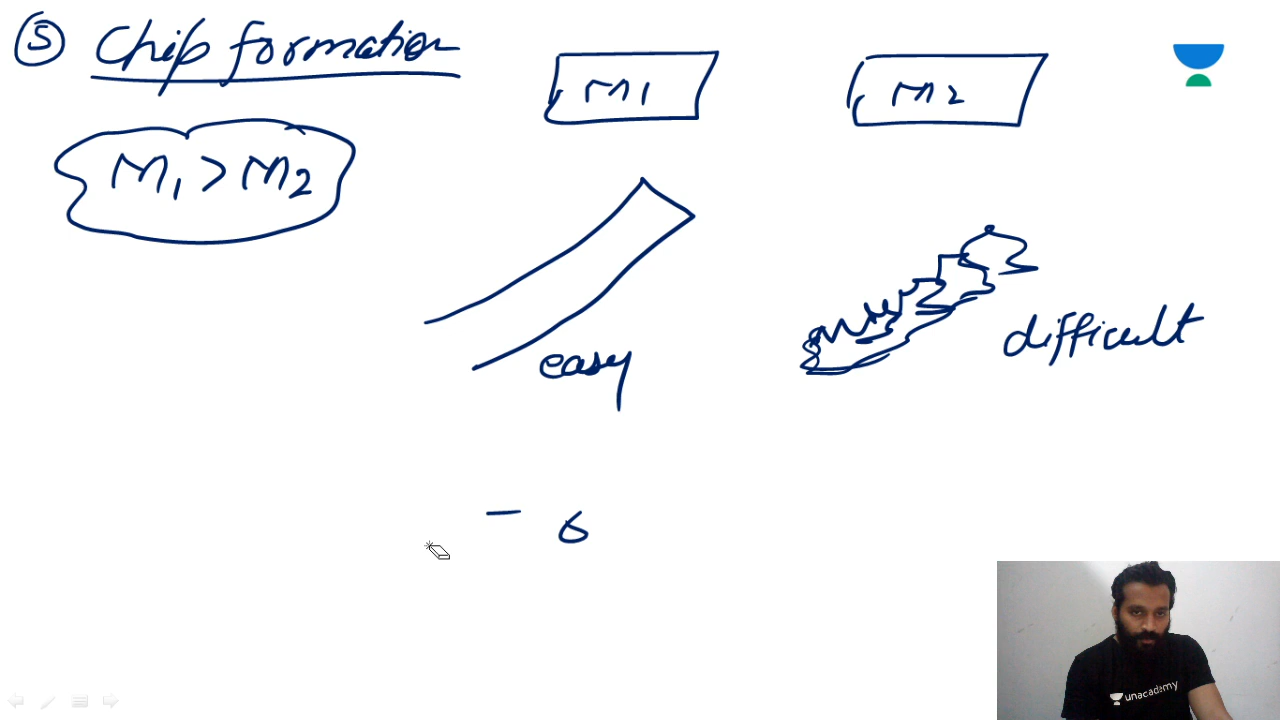 ⑤ Chip formation
M1 M2
M1 > M2
easy
difficult
- 6
unacademy